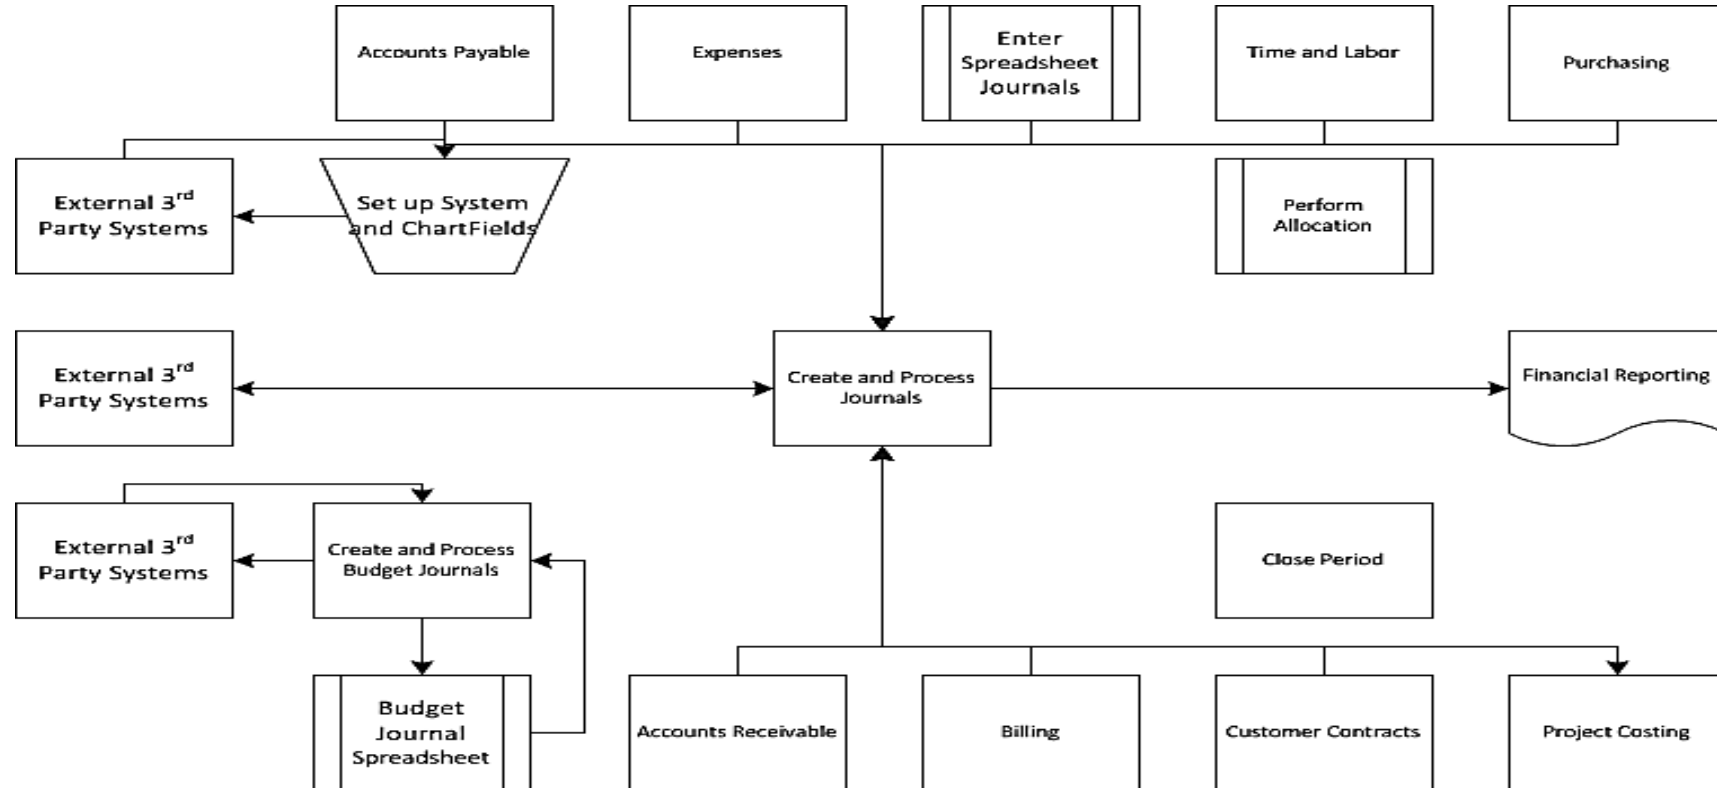 Accounts Payable
Expenses
Enter
Spreadsheet
Journals
Time and Labor
Purchasing
External 3rd
Party Systems
Set up System
and ChartFields
Perform
Allocation
External 3rd
Party Systems
Create and Process
Journals
Financial Reporting
External 3rd
Party Systems
Create and Process
Budget Journals
Close Period
Budget
Journal
Spreadsheet
Accounts Receivable
Billing
Customer Contracts
Project Costing